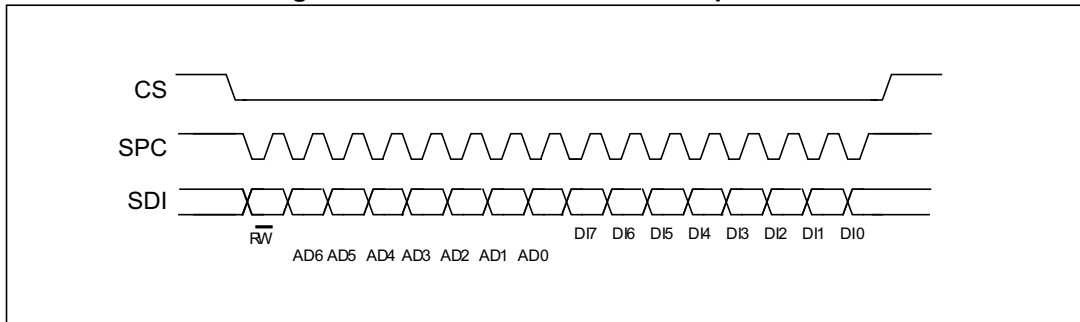 CS
SPC
SDI
RW
DI7 DI6 DI5 DI4 DI3 DI2 DI1 DI0
AD6 AD5 AD4 AD3 AD2 AD1 AD0